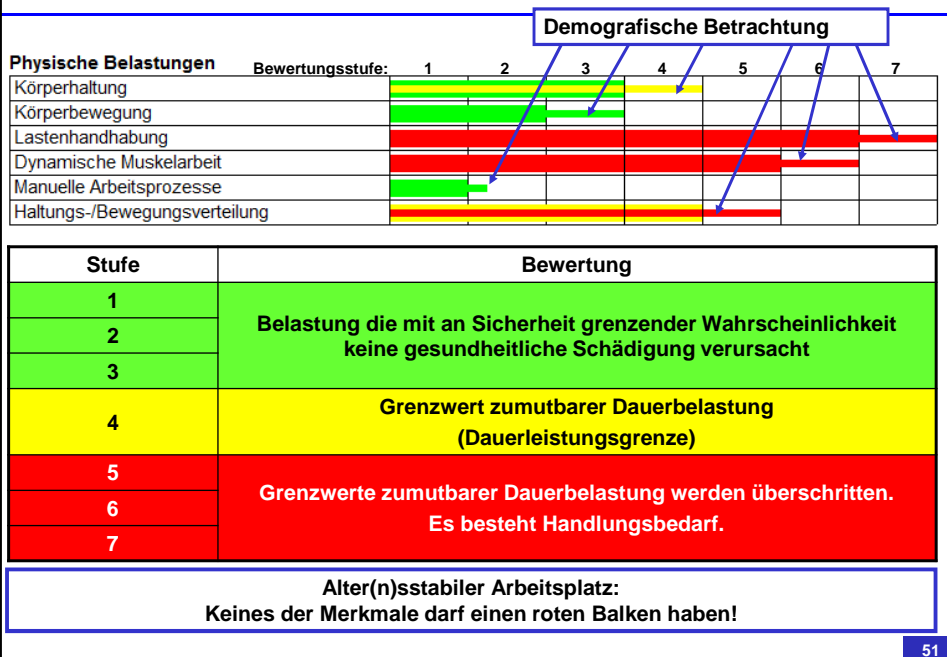 Demografische Betrachtung
Physische Belastungen Bewertungsstufe: 1 2 3 4 5 6 7
Körperhaltung
Körperbewegung
Lastenhandhabung
Dynamische Muskelarbeit
Manuelle Arbeitsprozesse
Haltungs-/Bewegungsverteilung
Stufe Bewertung
1
2
3
Belastung die mit an Sicherheit grenzender Wahrscheinlichkeit
keine gesundheitliche Schädigung verursacht
4
Grenzwert zumutbarer Dauerbelastung
(Dauerleistungsgrenze)
5
6
7
Grenzwerte zumutbarer Dauerbelastung werden überschritten.
Es besteht Handlungsbedarf.
Alter(n)sstabiler Arbeitsplatz:
Keines der Merkmale darf einen roten Balken haben!
51